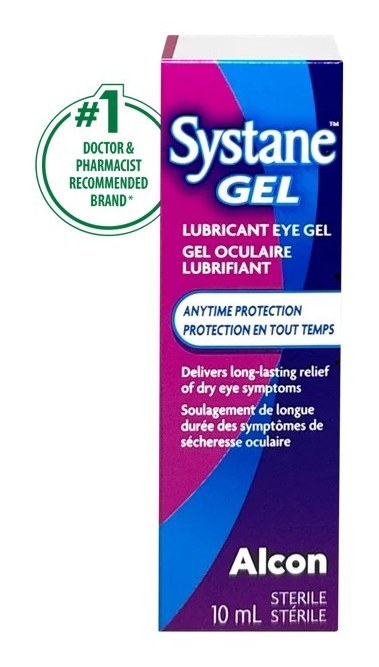 #1
DOCTOR &
PHARMACIST
RECOMMENDED
BRAND*
Systane™
GEL
LUBRICANT EYE GEL
GEL OCULAIRE
LUBRIFIANT
ANYTIME PROTECTION
PROTECTION EN TOUT TEMPS
Delivers long-lasting relief
of dry eye symptoms
Soulagement de longue
durée des symptômes de
sécheresse oculaire
Alcon
STERILE
10 mL STÉRILE